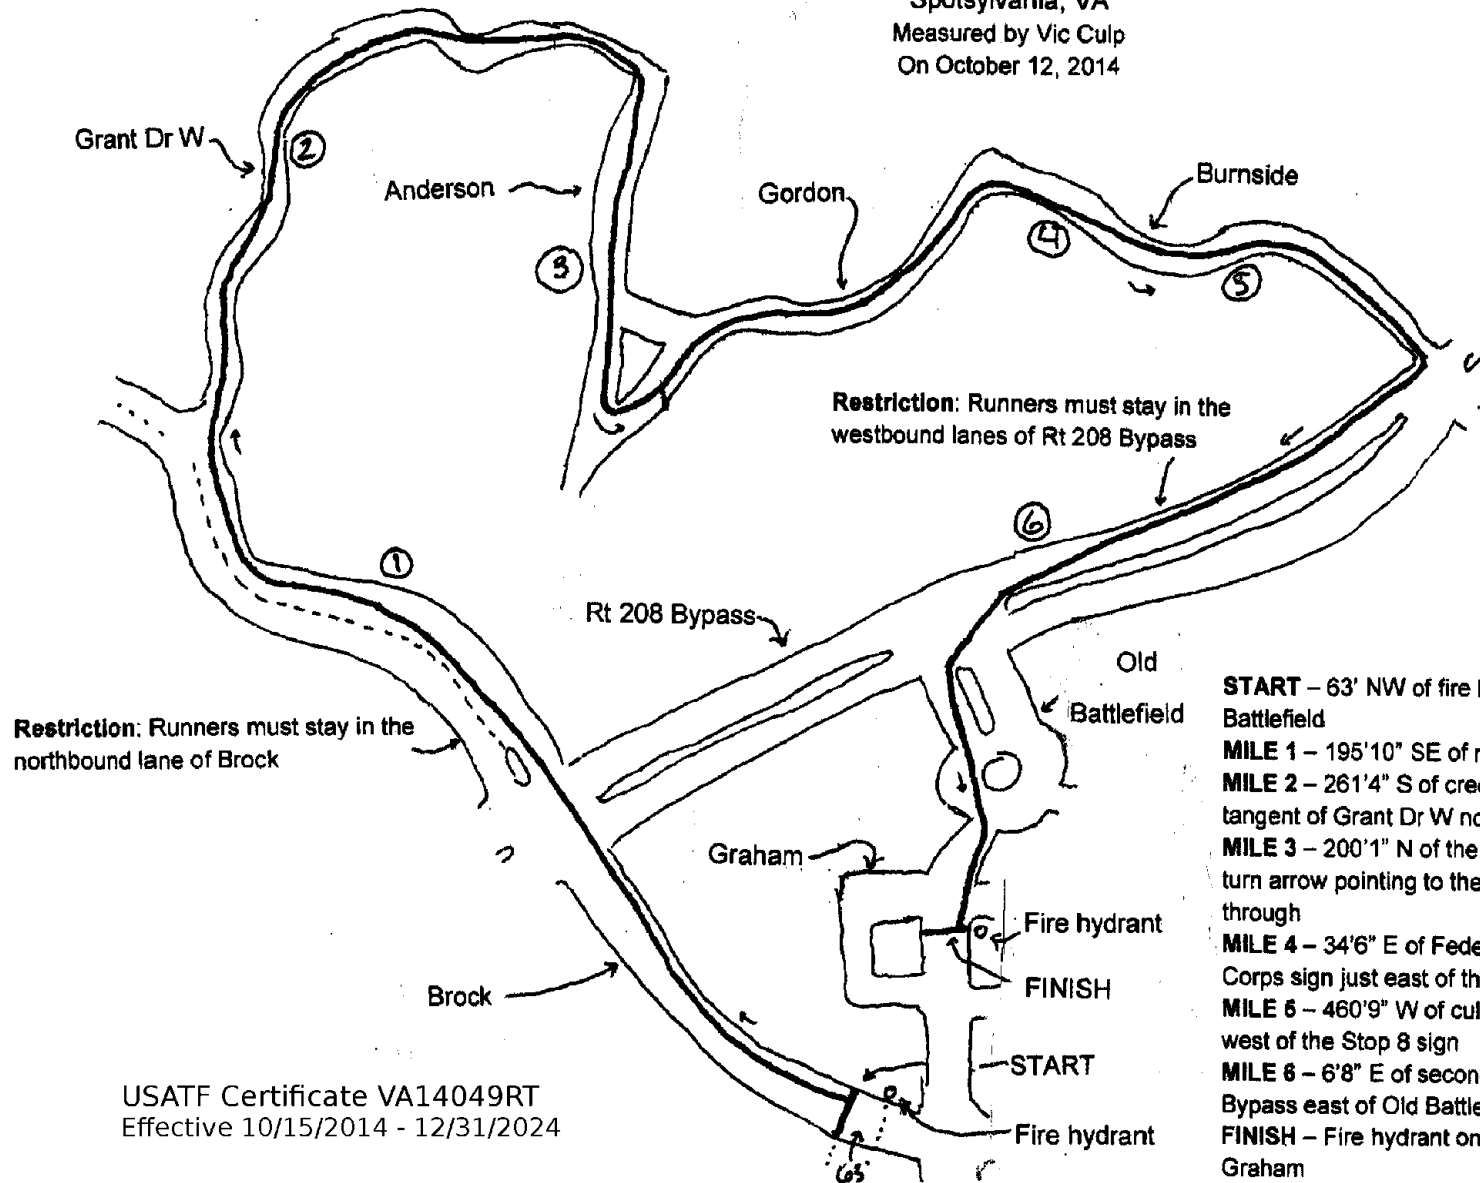 Spotsylvania, VA
Measured by Vic Culp
On October 12, 2014
Grant Dr W
2
Anderson
Gordon
Burnside
3
4
5
Restriction: Runners must stay in the
westbound lanes of Rt 208 Bypass
6
1
Rt 208 Bypass
Old
Battlefield
Restriction: Runners must stay in the
northbound lane of Brock
START – 63' NW of fire
Battlefield
MILE 1 – 195'10" SE of
MILE 2 – 261'4" S of
tangent of Grant Dr W
MILE 3 – 200'1" N of the
turn arrow pointing to the
through
MILE 4 – 34'6" E of
Corps sign just east of
MILE 5 – 460'9" W of
west of the Stop 8 sign
MILE 6 – 6'8" E of
Bypass east of Old
FINISH – Fire hydrant on
Graham
Graham
Fire hydrant
FINISH
Brock
START
Fire hydrant
63'
USATF Certificate VA14049RT
Effective 10/15/2014 - 12/31/2024